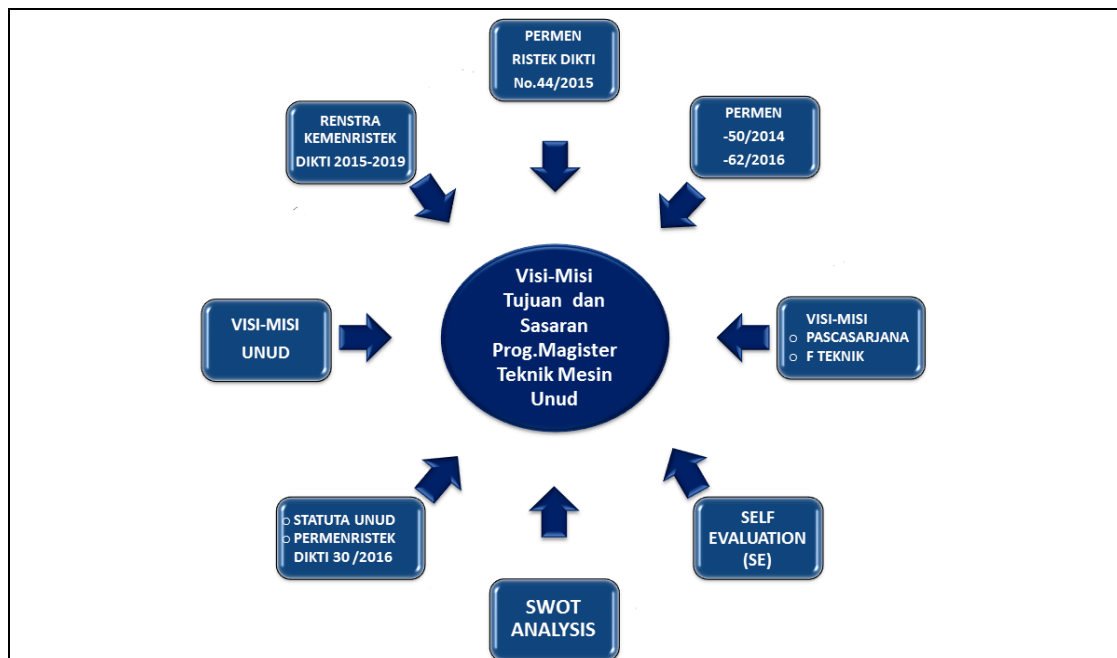 PERMEN
RISTEK DIKTI
No.44/2015
PERMEN
-50/2014
-62/2016
RENSTRA
KEMENRISTEK
DIKTI 2015-2019
Visi-Misi
Tujuan dan
Sasaran
Prog.Magister
Teknik Mesin
Unud
VISI-MISI
UNUD
VISI-MISI
○ PASCASARJANA
○ F TEKNIK
○ STATUTA UNUD
○ PERMENRISTEK
DIKTI 30 /2016
SELF
EVALUATION
(SE)
SWOT
ANALYSIS